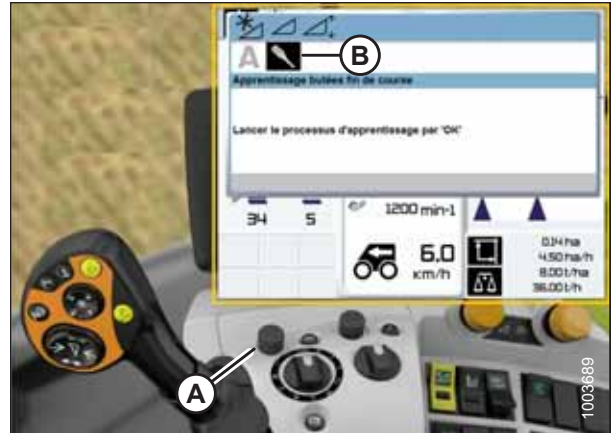 A
B
Apprentissage butées fin de course
Lancer le processus d'apprentissage par 'OK'
34 5
1200 min-1
6.0
km/h
0.14 ha
4.50 ha/h
8.00 t/ha
36.00 t/h
A
1003689